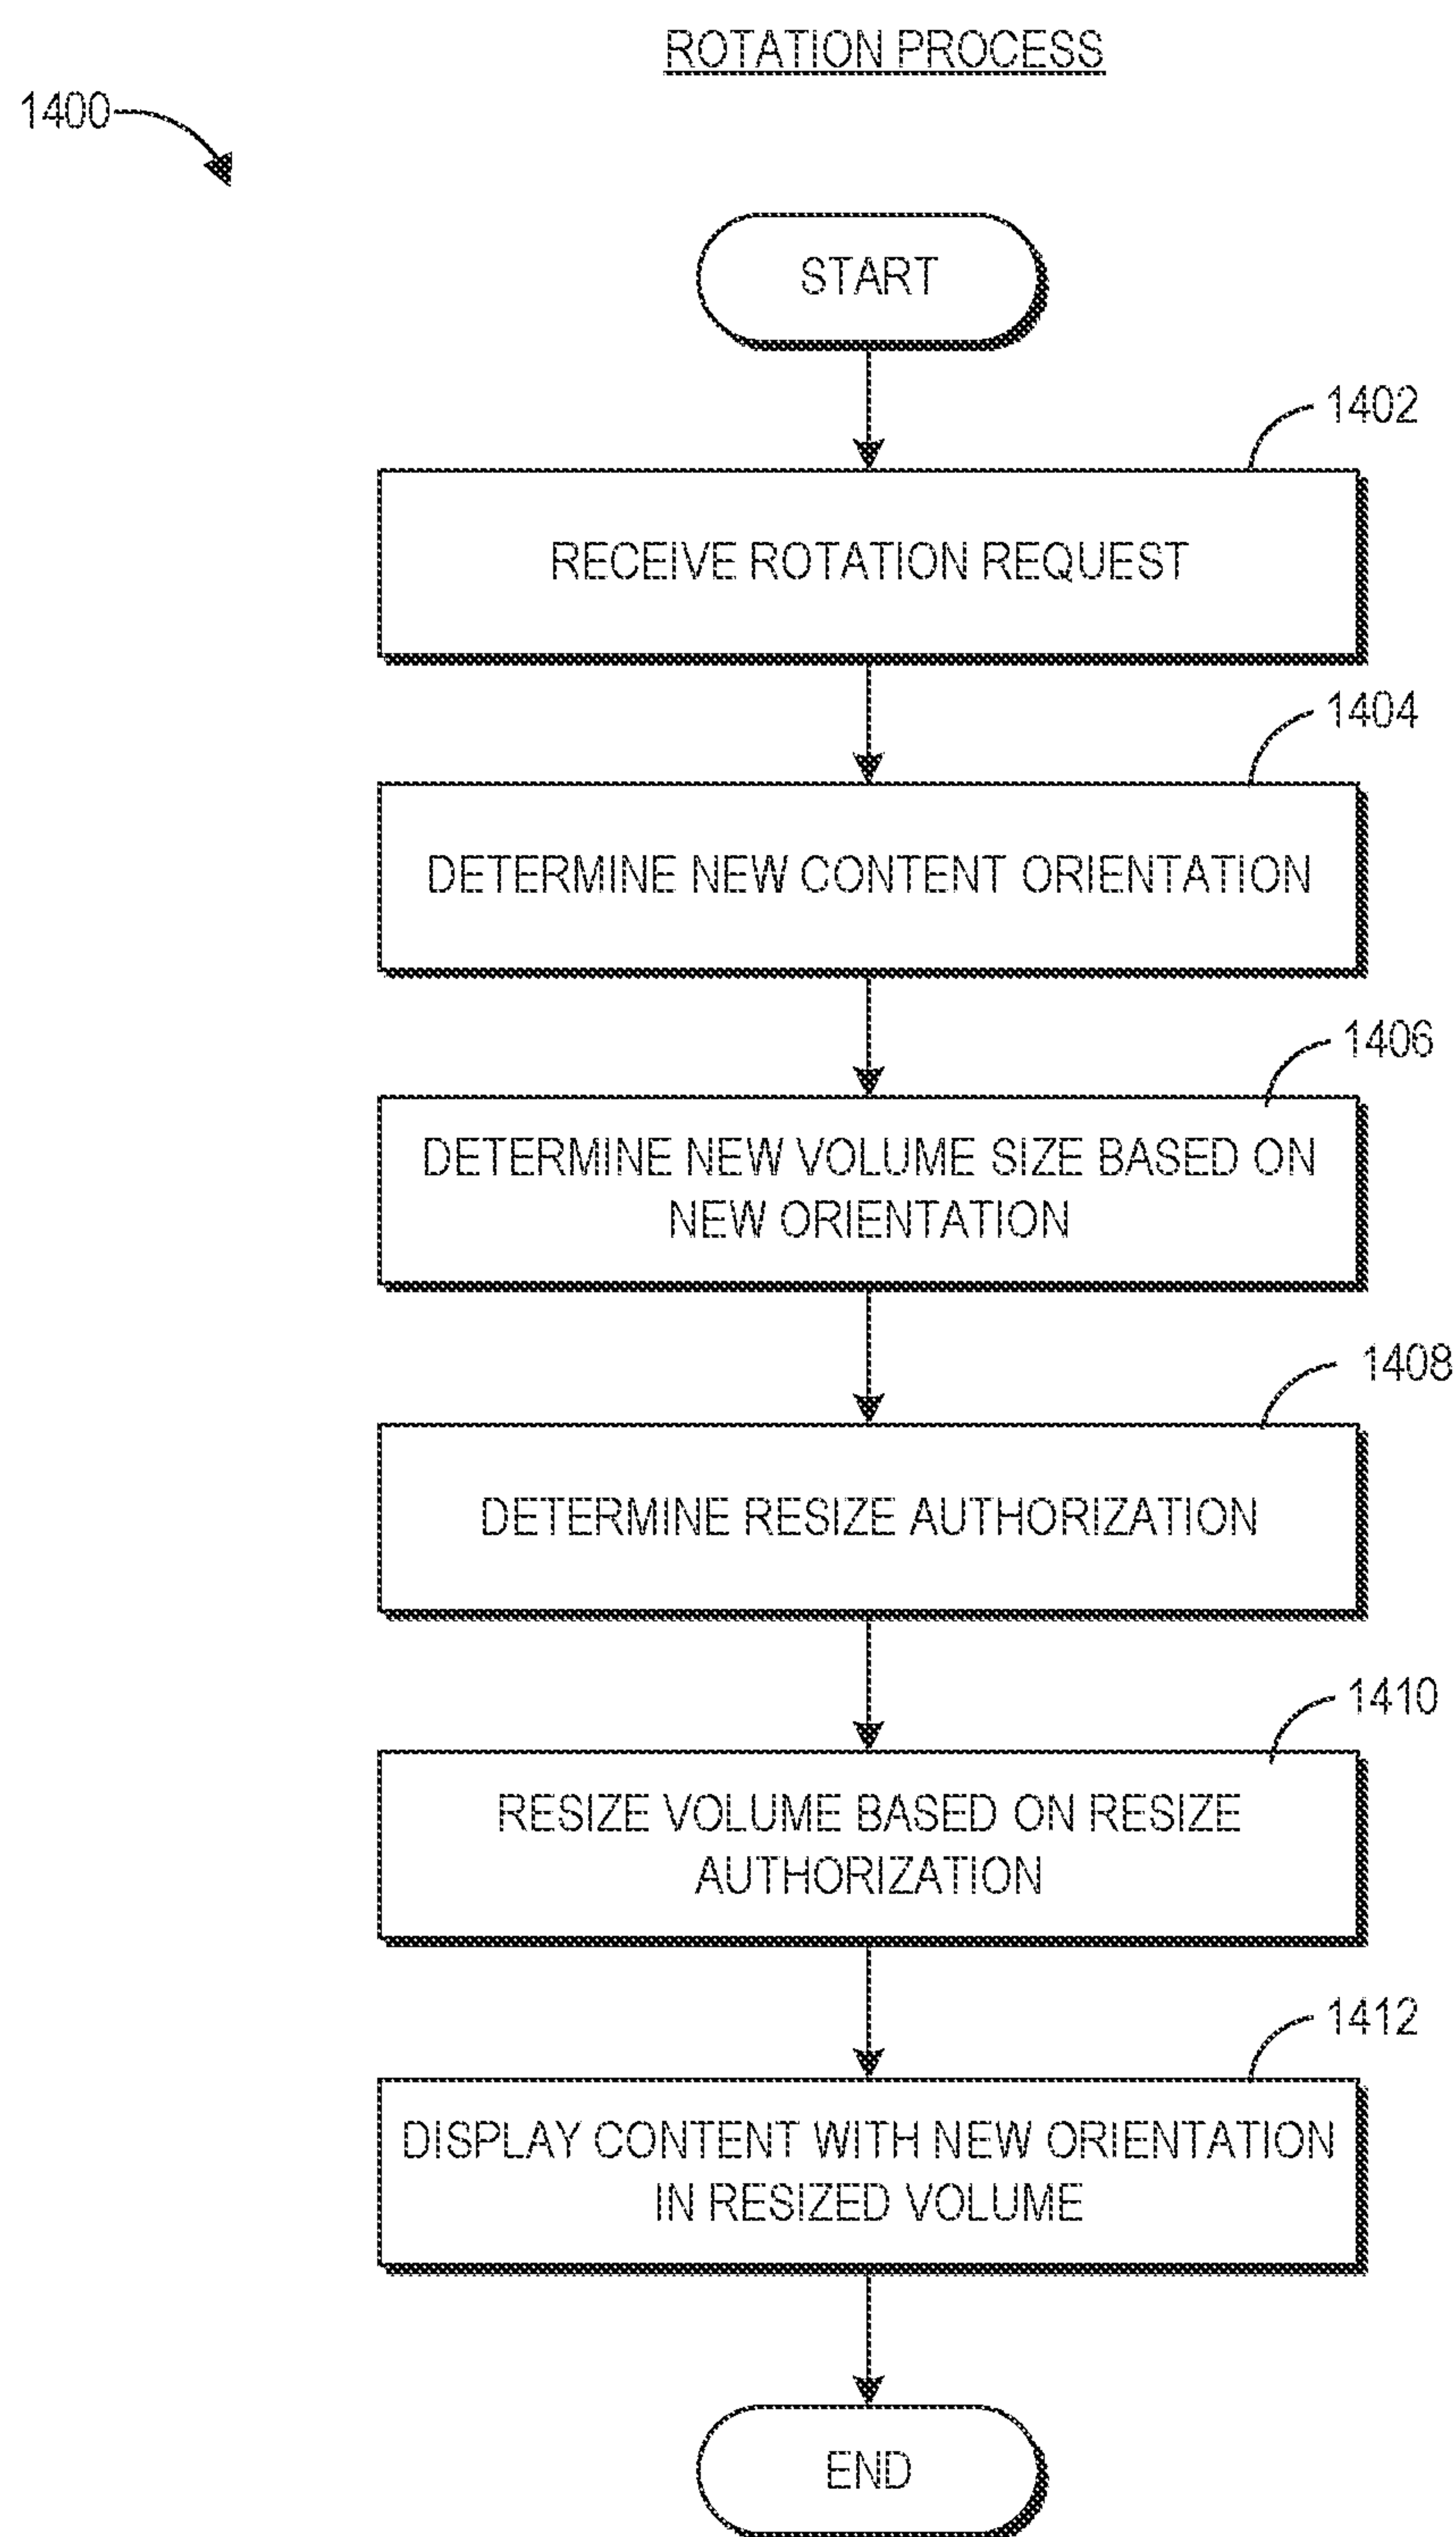 ROTATION PROCESS
1400
START
1402
RECEIVE ROTATION REQUEST
1404
DETERMINE NEW CONTENT ORIENTATION
1406
DETERMINE NEW VOLUME SIZE BASED ON
NEW ORIENTATION
1408
DETERMINE RESIZE AUTHORIZATION
1410
RESIZE VOLUME BASED ON RESIZE
AUTHORIZATION
1412
DISPLAY CONTENT WITH NEW ORIENTATION
IN RESIZED VOLUME
END